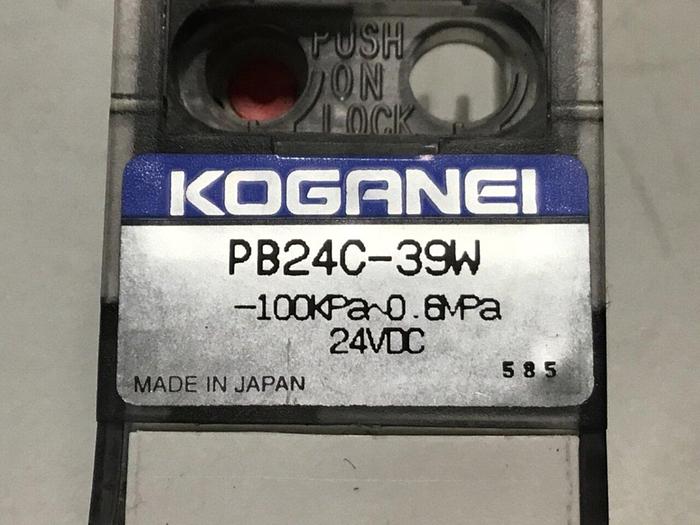 PUSH
ON
LOCK
KOGANEI
PB24C-39W
-100KPa~0.6MPa
24VDC
585
MADE IN JAPAN